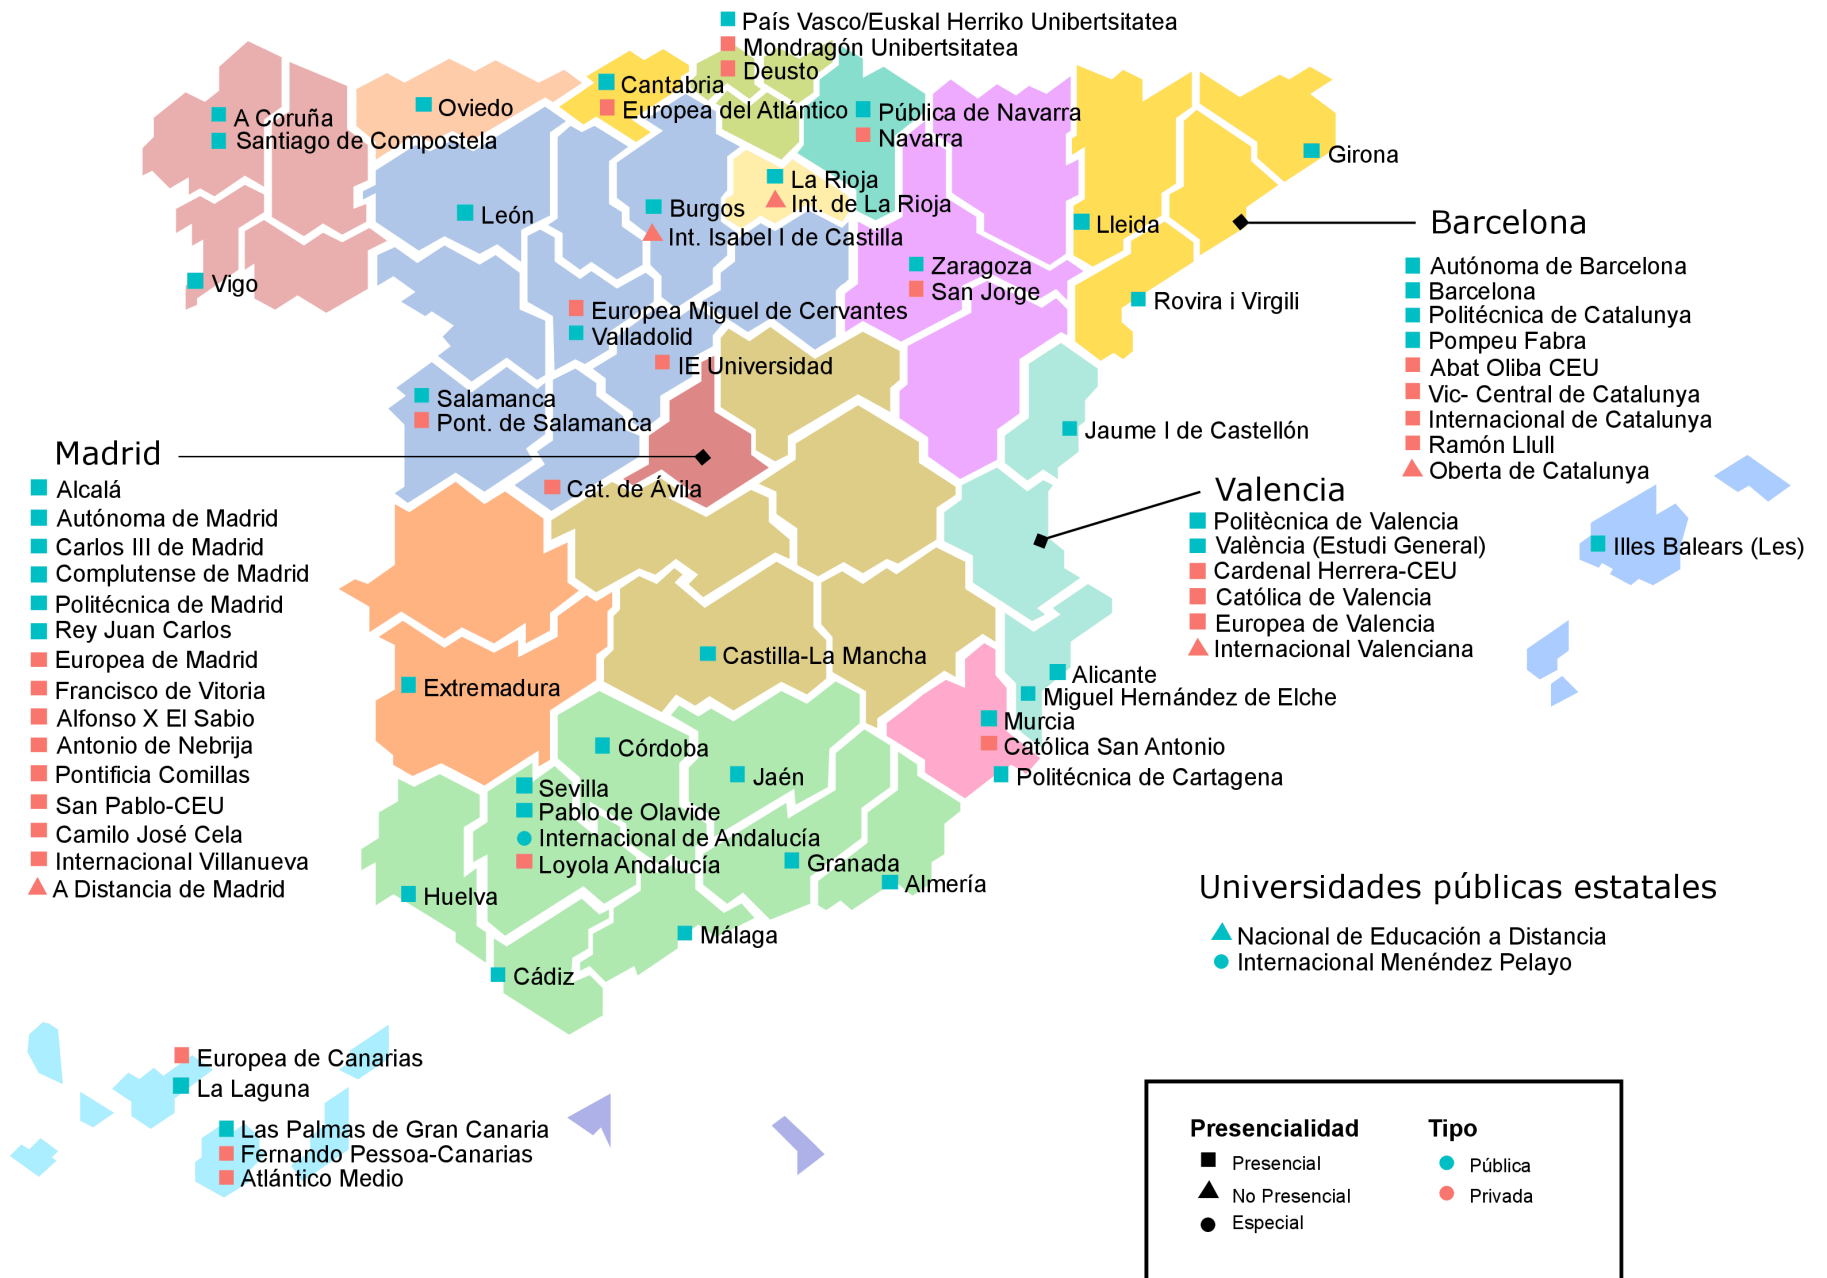 País Vasco/Euskal Herriko Unibertsitatea
Mondragón Unibertsitatea
Deusto
Cantabria
Europea del Atlántico
Oviedo
A Coruña
Santiago de Compostela
Pública de Navarra
Navarra
Girona
La Rioja
Int. de La Rioja
León
Burgos
Int. Isabel I de Castilla
Lleida
Vigo
Zaragoza
San Jorge
Rovira i Virgili
Europea Miguel de Cervantes
Valladolid
IE Universidad
Salamanca
Pont. de Salamanca
Jaume I de Castellón
Cat. de Ávila
Barcelona
Autónoma de Barcelona
Barcelona
Politécnica de Catalunya
Pompeu Fabra
Abat Oliba CEU
Vic- Central de Catalunya
Internacional de Catalunya
Ramón Llull
Oberta de Catalunya
Madrid
Alcalá
Autónoma de Madrid
Carlos III de Madrid
Complutense de Madrid
Politécnica de Madrid
Rey Juan Carlos
Europea de Madrid
Francisco de Vitoria
Alfonso X El Sabio
Antonio de Nebrija
Pontificia Comillas
San Pablo-CEU
Camilo José Cela
Internacional Villanueva
A Distancia de Madrid
Valencia
Politècnica de Valencia
València (Estudi General)
Cardenal Herrera-CEU
Católica de Valencia
Europea de Valencia
Internacional Valenciana
Illes Balears (Les)
Castilla-La Mancha
Extremadura
Alicante
Miguel Hernández de Elche
Murcia
Católica San Antonio
Politécnica de Cartagena
Córdoba
Jaén
Sevilla
Pablo de Olavide
Internacional de Andalucía
Loyola Andalucía
Granada
Almería
Huelva
Málaga
Cádiz
Universidades públicas estatales
Nacional de Educación a Distancia
Internacional Menéndez Pelayo
Europea de Canarias
La Laguna
Las Palmas de Gran Canaria
Fernando Pessoa-Canarias
Atlántico Medio
Presencialidad
Presencial
No Presencial
Especial
Tipo
Pública
Privada